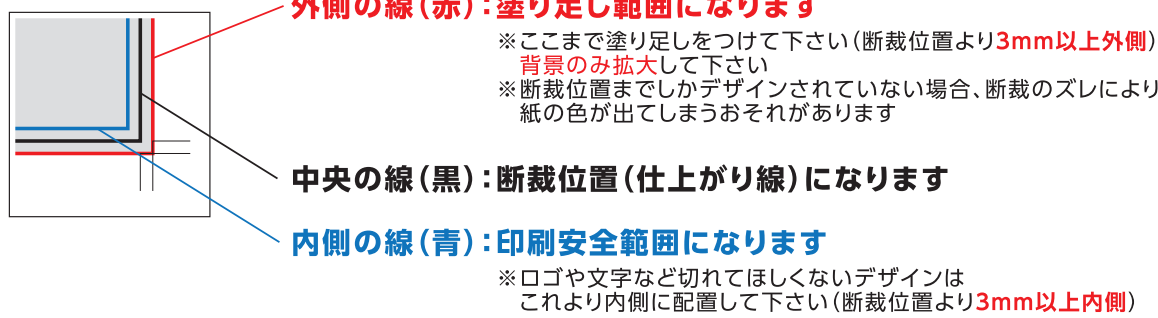 外側の線（赤）：塗り足し範囲になります
※ここまで塗り足しをつけて下さい（断裁位置より3mm以上外側）
背景のみ拡大して下さい
※断裁位置までしかデザインされていない場合、断裁のズレにより
紙の色が出てしまうおそれがあります
中央の線（黒）：断裁位置（仕上がり線）になります
内側の線（青）：印刷安全範囲になります
※ロゴや文字など切れてほしくないデザインは
これより内側に配置して下さい（断裁位置より3mm以上内側）